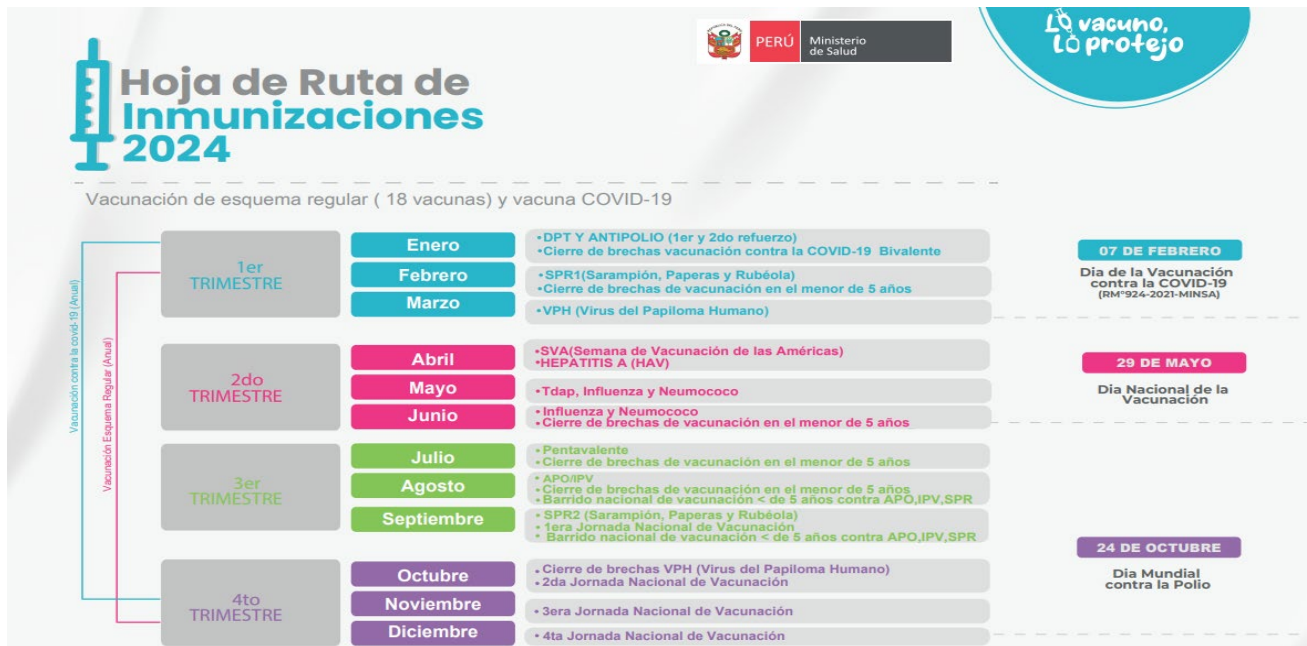 PERÚ
Ministerio
de Salud
Lo vacuno,
Lo protejo
Hoja de Ruta de
Inmunizaciones
2024
Vacunación de esquema regular ( 18 vacunas) y vacuna COVID-19
Vacunación contra la covid-19 (Anual)
Vacunación Esquema Regular (Anual)
1er
TRIMESTRE
Enero
•DPT Y ANTIPOLIO (1er y 2do refuerzo)
•Cierre de brechas vacunación contra la COVID-19 Bivalente
Febrero
•SPR1(Sarampión, Paperas y Rubéola)
•Cierre de brechas de vacunación en el menor de 5 años
Marzo
•VPH (Virus del Papiloma Humano)
07 DE FEBRERO
Dia de la Vacunación
contra la COVID-19
(RM°924-2021-MINSA)
2do
TRIMESTRE
Abril
•SVA(Semana de Vacunación de las Américas)
•HEPATITIS A (HAV)
Mayo
•Tdap, Influenza y Neumococo
Junio
•Influenza y Neumococo
•Cierre de brechas de vacunación en el menor de 5 años
29 DE MAYO
Dia Nacional de la
Vacunación
3er
TRIMESTRE
Julio
•Pentavalente
•Cierre de brechas de vacunación en el menor de 5 años
Agosto
• APO/IPV
•Cierre de brechas de vacunación en el menor de 5 años
•Barrido nacional de vacunación < de 5 años contra APO,IPV,SPR
Septiembre
• SPR2 (Sarampión, Paperas y Rubéola)
• 1era Jornada Nacional de Vacunación
• Barrido nacional de vacunación < de 5 años contra APO,IPV,SPR
4to
TRIMESTRE
Octubre
• Cierre de brechas VPH (Virus del Papiloma Humano)
• 2da Jornada Nacional de Vacunación
Noviembre
• 3era Jornada Nacional de Vacunación
Diciembre
• 4ta Jornada Nacional de Vacunación
24 DE OCTUBRE
Dia Mundial
contra la Polio